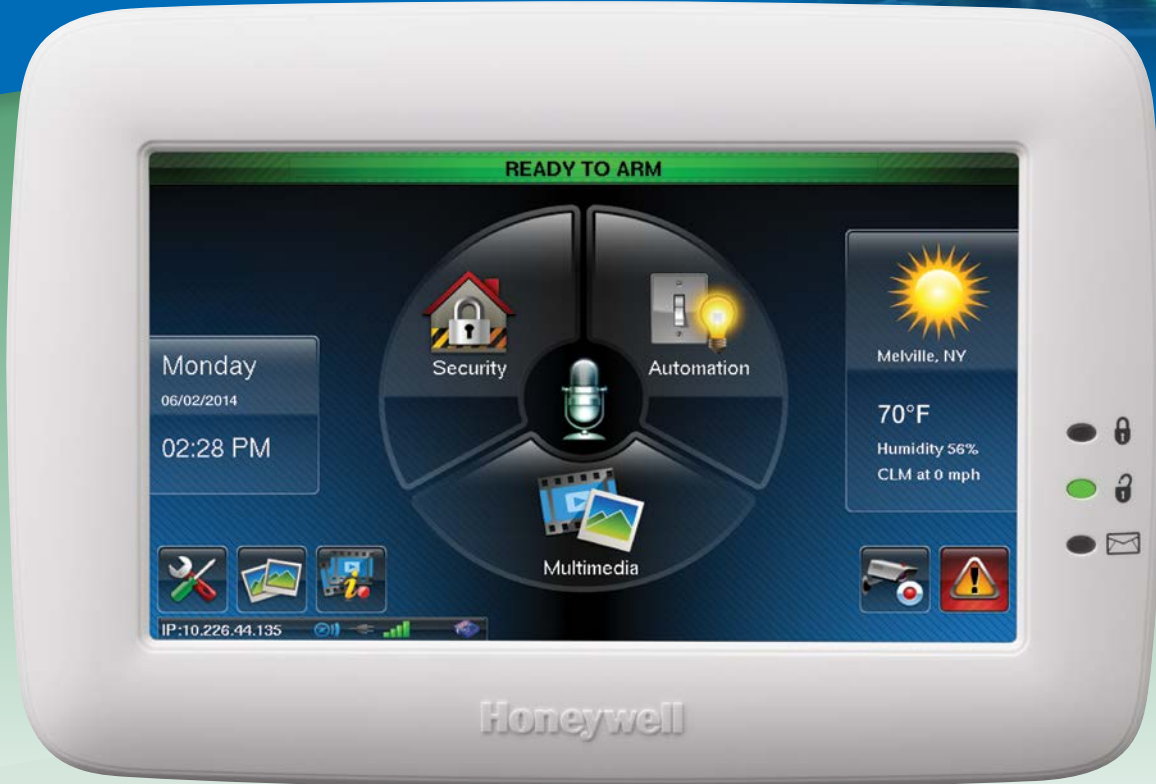 READY TO ARM
Monday
06/02/2014
02:28 PM
Security
Automation
Multimedia
Melville, NY
70°F
Humidity 56%
CLM at 0 mph
IP:10.226.44.135
Honeywell